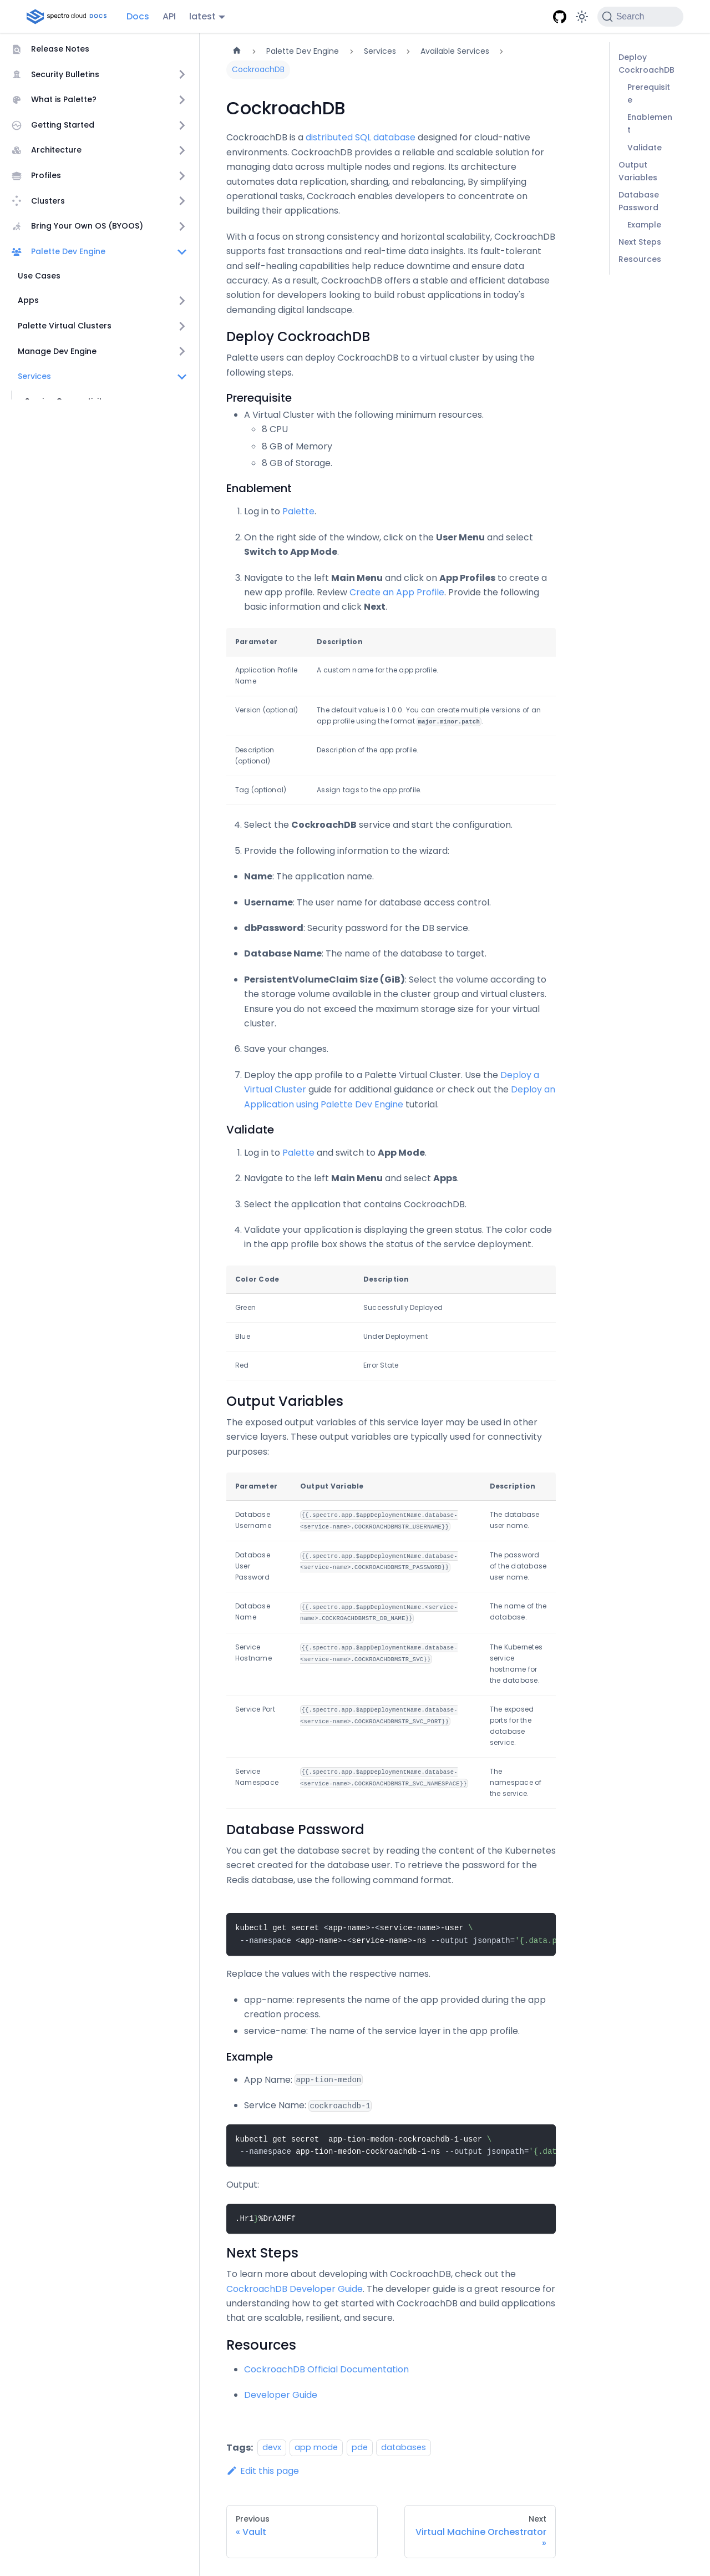 spectro cloud DOCS
Docs
API
latest
Search
Release Notes
Security Bulletins
What is Palette?
Getting Started
Architecture
Profiles
Clusters
Bring Your Own OS (BYOOS)
Palette Dev Engine
Use Cases
Apps
Palette Virtual Clusters
Manage Dev Engine
Services
Palette Dev Engine
Services
Available Services
CockroachDB
CockroachDB
CockroachDB is a distributed SQL database designed for cloud-native
environments. CockroachDB provides a reliable and scalable solution for
managing data across multiple nodes and regions. Its architecture
automates data replication, sharding, and rebalancing, By simplifying
operational tasks, Cockroach enables developers to concentrate on
building their applications.
With a focus on strong consistency and horizontal scalability, CockroachDB
supports fast transactions and real-time data insights. Its fault-tolerant
and self-healing capabilities help reduce downtime and ensure data
accuracy. As a result, CockroachDB offers a stable and efficient database
solution for developers looking to build robust applications in today's
demanding digital landscape.
Deploy CockroachDB
Palette users can deploy CockroachDB to a virtual cluster by using the
following steps.
Prerequisite
A Virtual Cluster with the following minimum resources.
8 CPU
8 GB of Memory
8 GB of Storage.
Enablement
1. Log in to Palette.
2. On the right side of the window, click on the User Menu and select
Switch to App Mode.
3. Navigate to the left Main Menu and click on App Profiles to create a
new app profile. Review Create an App Profile. Provide the following
basic information and click Next.
Parameter Description
Application Profile A custom name for the app profile.
Name
Version (optional) The default value is 1.0.0. You can create multiple versions of an
app profile using the format major.minor.patch.
Description Description of the app profile.
(optional)
Tag (optional) Assign tags to the app profile.
4. Select the CockroachDB service and start the configuration.
5. Provide the following information to the wizard:
Name: The application name.
Username: The user name for database access control.
dbPassword: Security password for the DB service.
Database Name: The name of the database to target.
PersistentVolumeClaim Size (GiB): Select the volume according to
the storage volume available in the cluster group and virtual clusters.
Ensure you do not exceed the maximum storage size for your virtual
cluster.
6. Save your changes.
7. Deploy the app profile to a Palette Virtual Cluster. Use the Deploy a
Virtual Cluster guide for additional guidance or check out the Deploy an
Application using Palette Dev Engine tutorial.
Validate
1. Log in to Palette and switch to App Mode.
2. Navigate to the left Main Menu and select Apps.
3. Select the application that contains CockroachDB.
4. Validate your application is displaying the green status. The color code
in the app profile box shows the status of the service deployment.
Color Code Description
Green Successfully Deployed
Blue Under Deployment
Red Error State
Output Variables
The exposed output variables of this service layer may be used in other
service layers. These output variables are typically used for connectivity
purposes:
Parameter Output Variable Description
Database {{.spectro.app.$appDeploymentName.database- The database
Username <service-name>.COCKROACHDBMSTR_USERNAME}} user name.
Database {{.spectro.app.$appDeploymentName.database- The password
User <service-name>.COCKROACHDBMSTR_PASSWORD}} of the database
Password user name.
Database {{.spectro.app.$appDeploymentName.<service- The name of the
Name name>.COCKROACHDBMSTR_DB_NAME}} database.
Service {{.spectro.app.$appDeploymentName.database- The Kubernetes
Hostname <service-name>.COCKROACHDBMSTR_SVC}} service
hostname for
the database.
Service Port {{.spectro.app.$appDeploymentName.database- The exposed
<service-name>.COCKROACHDBMSTR_SVC_PORT}} ports for the
database
service.
Service {{.spectro.app.$appDeploymentName.database- The
Namespace <service-name>.COCKROACHDBMSTR_SVC_NAMESPACE}} namespace of
the service.
Database Password
You can get the database secret by reading the content of the Kubernetes
secret created for the database user. To retrieve the password for the
Redis database, use the following command format.
kubectl get secret <app-name>-<service-name>-user \
--namespace <app-name>-<service-name>-ns --output jsonpath='{.data.p
Replace the values with the respective names.
app-name: represents the name of the app provided during the app
creation process.
service-name: The name of the service layer in the app profile.
Example
App Name: app-tion-medon
Service Name: cockroachdb-1
kubectl get secret app-tion-medon-cockroachdb-1-user \
--namespace app-tion-medon-cockroachdb-1-ns --output jsonpath='{.dat
Output:
.Hr1}%DrA2MFf
Next Steps
To learn more about developing with CockroachDB, check out the
CockroachDB Developer Guide. The developer guide is a great resource for
understanding how to get started with CockroachDB and build applications
that are scalable, resilient, and secure.
Resources
CockroachDB Official Documentation
Developer Guide
Tags: devx app mode pde databases
Edit this page
Previous
« Vault
Next
Virtual Machine Orchestrator
»
Deploy
CockroachDB
Prerequisit
e
Enablemen
t
Validate
Output
Variables
Database
Password
Example
Next Steps
Resources